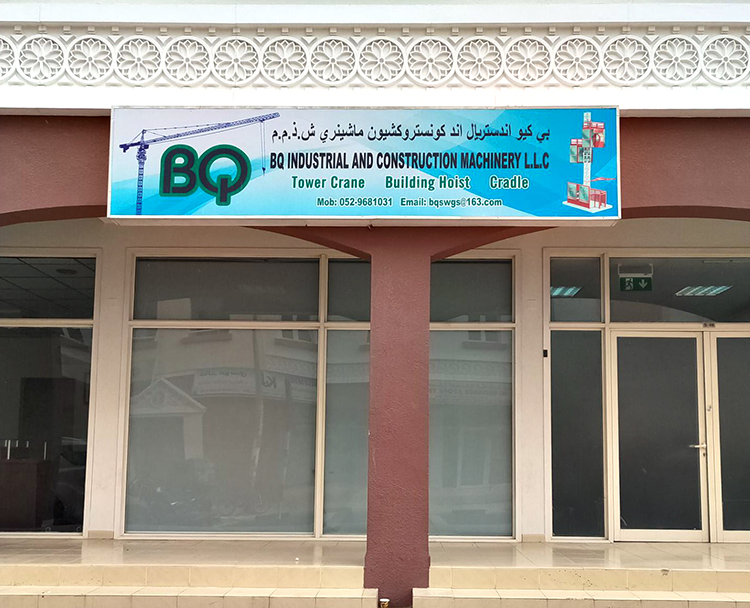 بي كيو اندستريال اند كونستروكشيون ماشينري ش.ذ.م.م
BQ
BQ INDUSTRIAL AND CONSTRUCTION MACHINERY L.L.C
Tower Crane Building Hoist Cradle
Mob: 052-9681031 Email: bqswgs@163.com